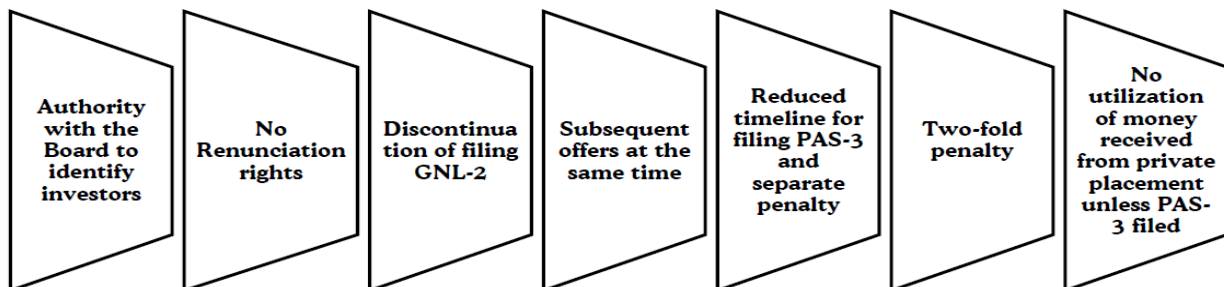 Authority
with the
Board to
identify
investors
No
Renunciation
rights
Discontinua
tion of filing
GNL-2
Subsequent
offers at the
same time
Reduced
timeline for
filing PAS-3
and
separate
penalty
Two-fold
penalty
No
utilization
of money
received
from private
placement
unless PAS-
3 filed